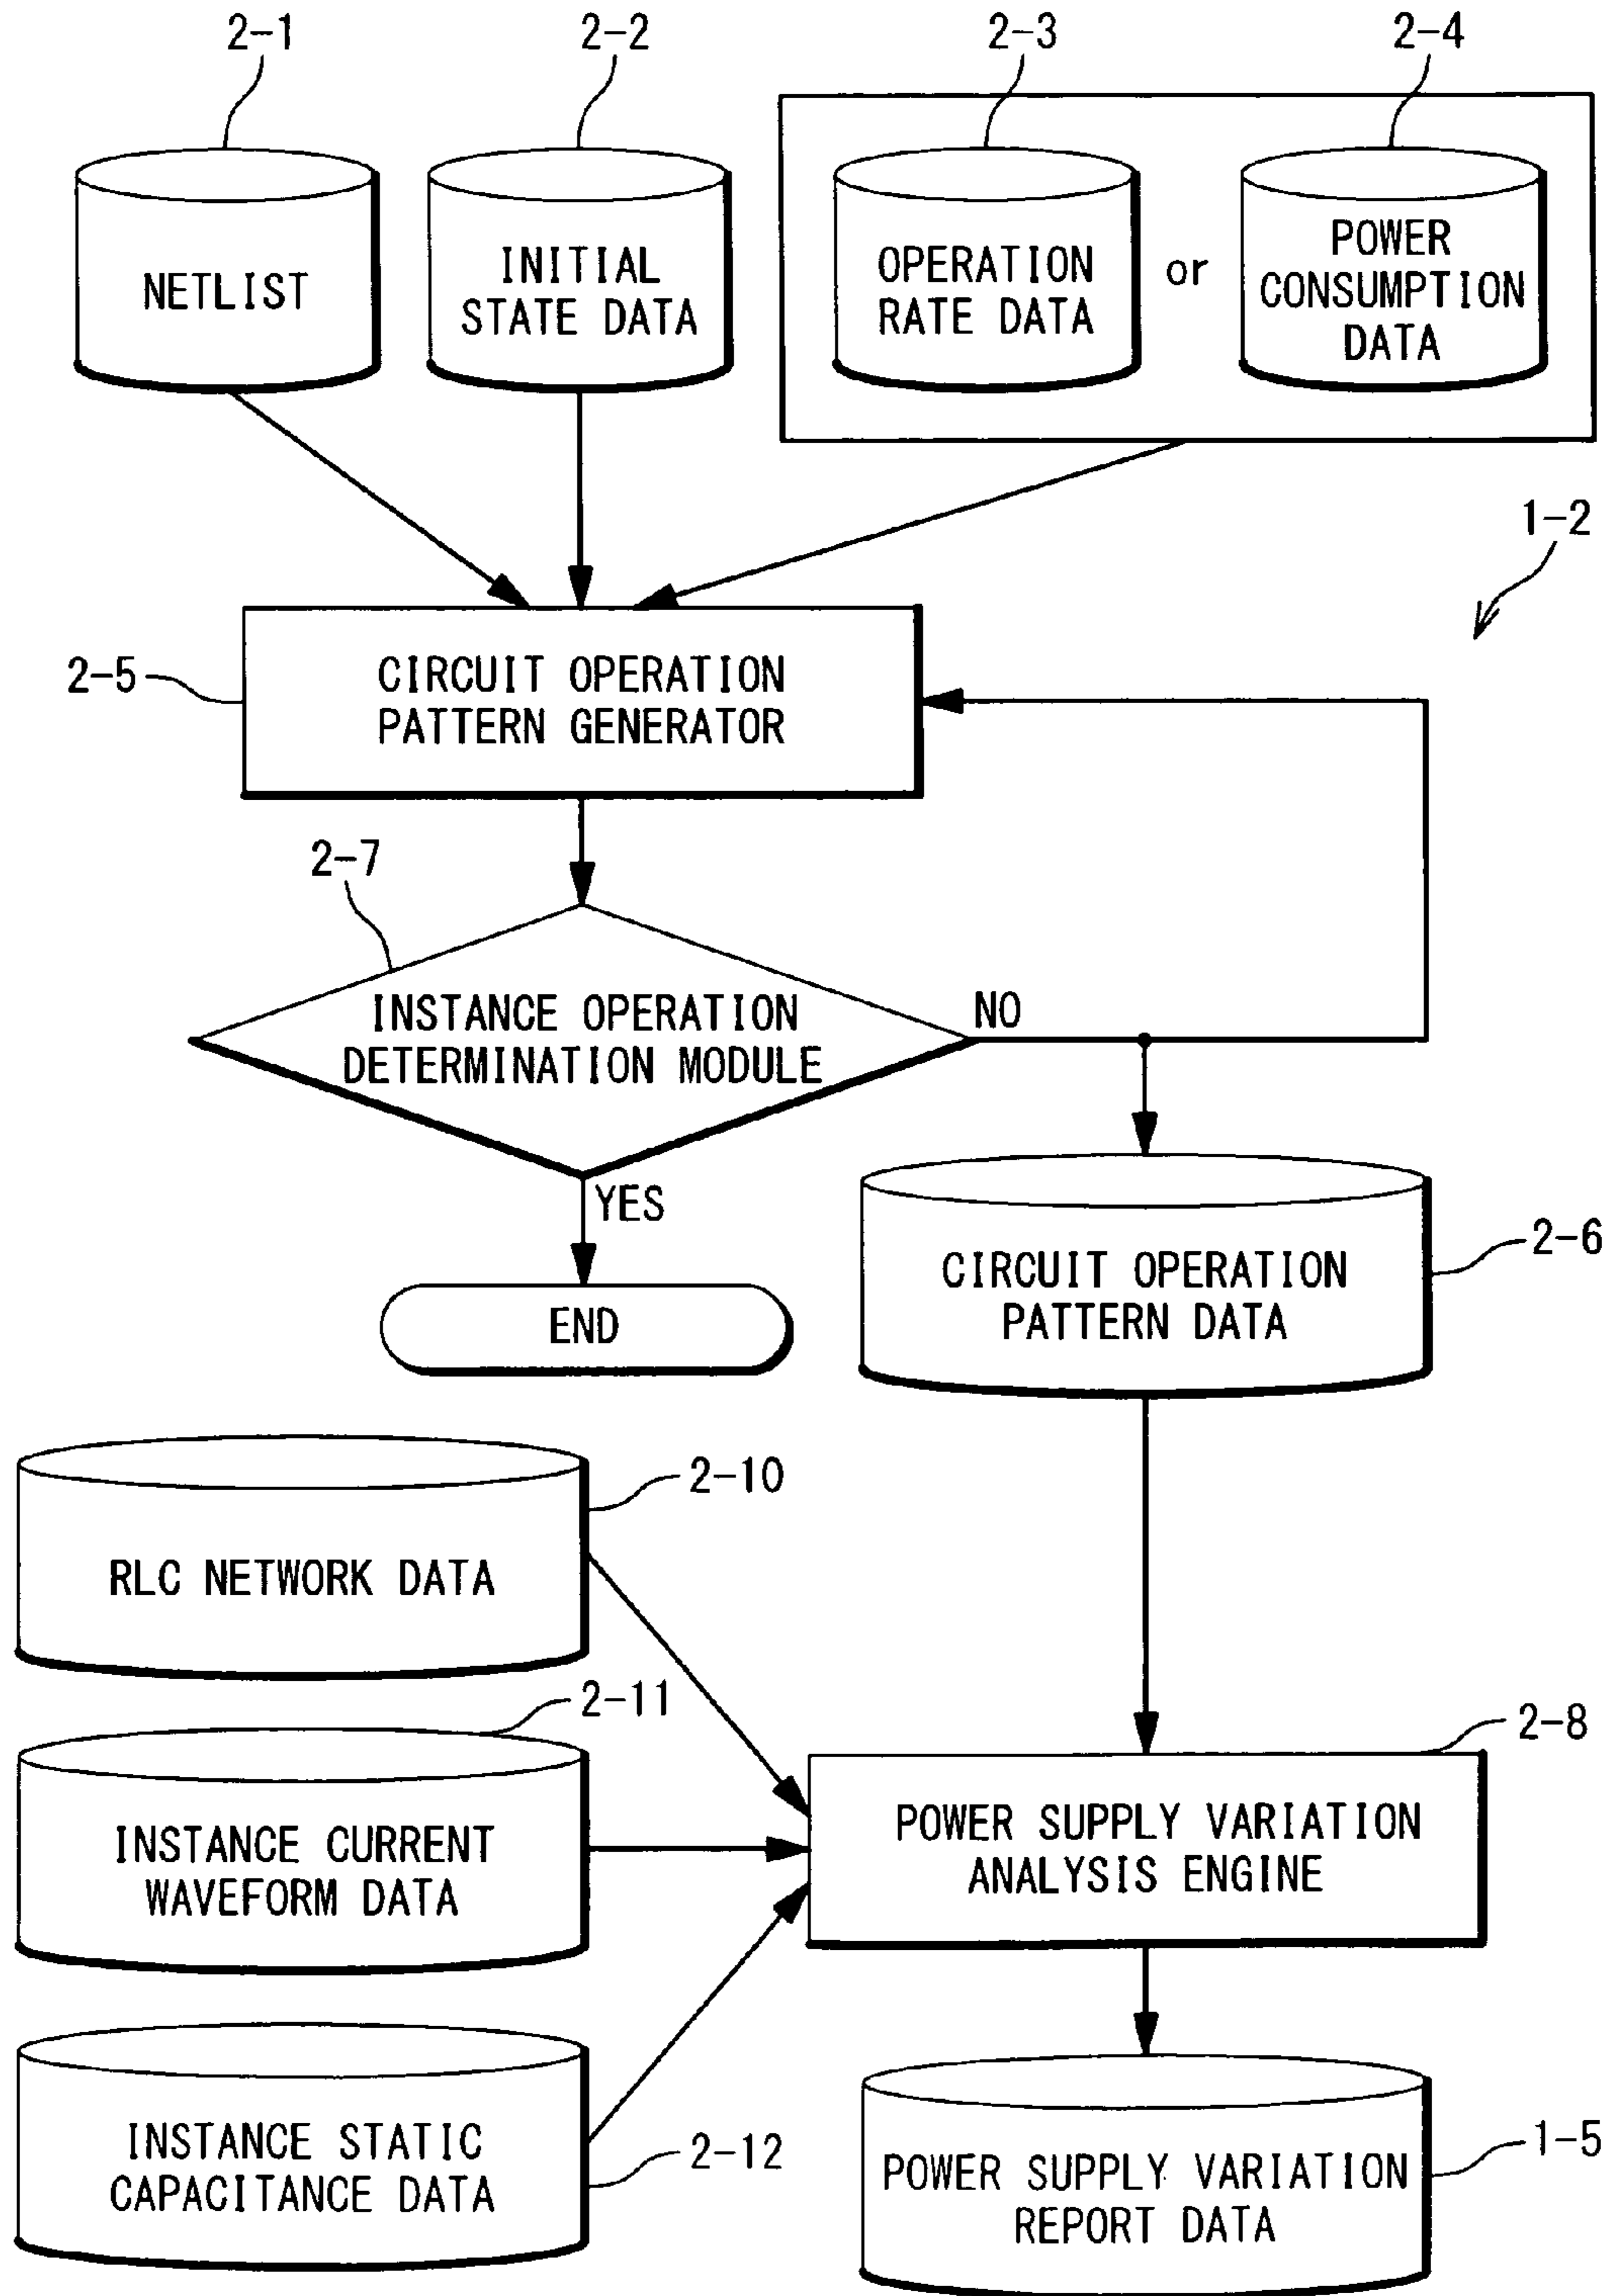 2-1
2-2
2-3
2-4
NETLIST
INITIAL
STATE DATA
OPERATION
RATE DATA
or
POWER
CONSUMPTION
DATA
1-2
2-5
CIRCUIT OPERATION
PATTERN GENERATOR
2-7
INSTANCE OPERATION
DETERMINATION MODULE
NO
YES
END
2-6
CIRCUIT OPERATION
PATTERN DATA
2-10
RLC NETWORK DATA
2-11
INSTANCE CURRENT
WAVEFORM DATA
2-8
POWER SUPPLY VARIATION
ANALYSIS ENGINE
INSTANCE STATIC
CAPACITANCE DATA
2-12
1-5
POWER SUPPLY VARIATION
REPORT DATA